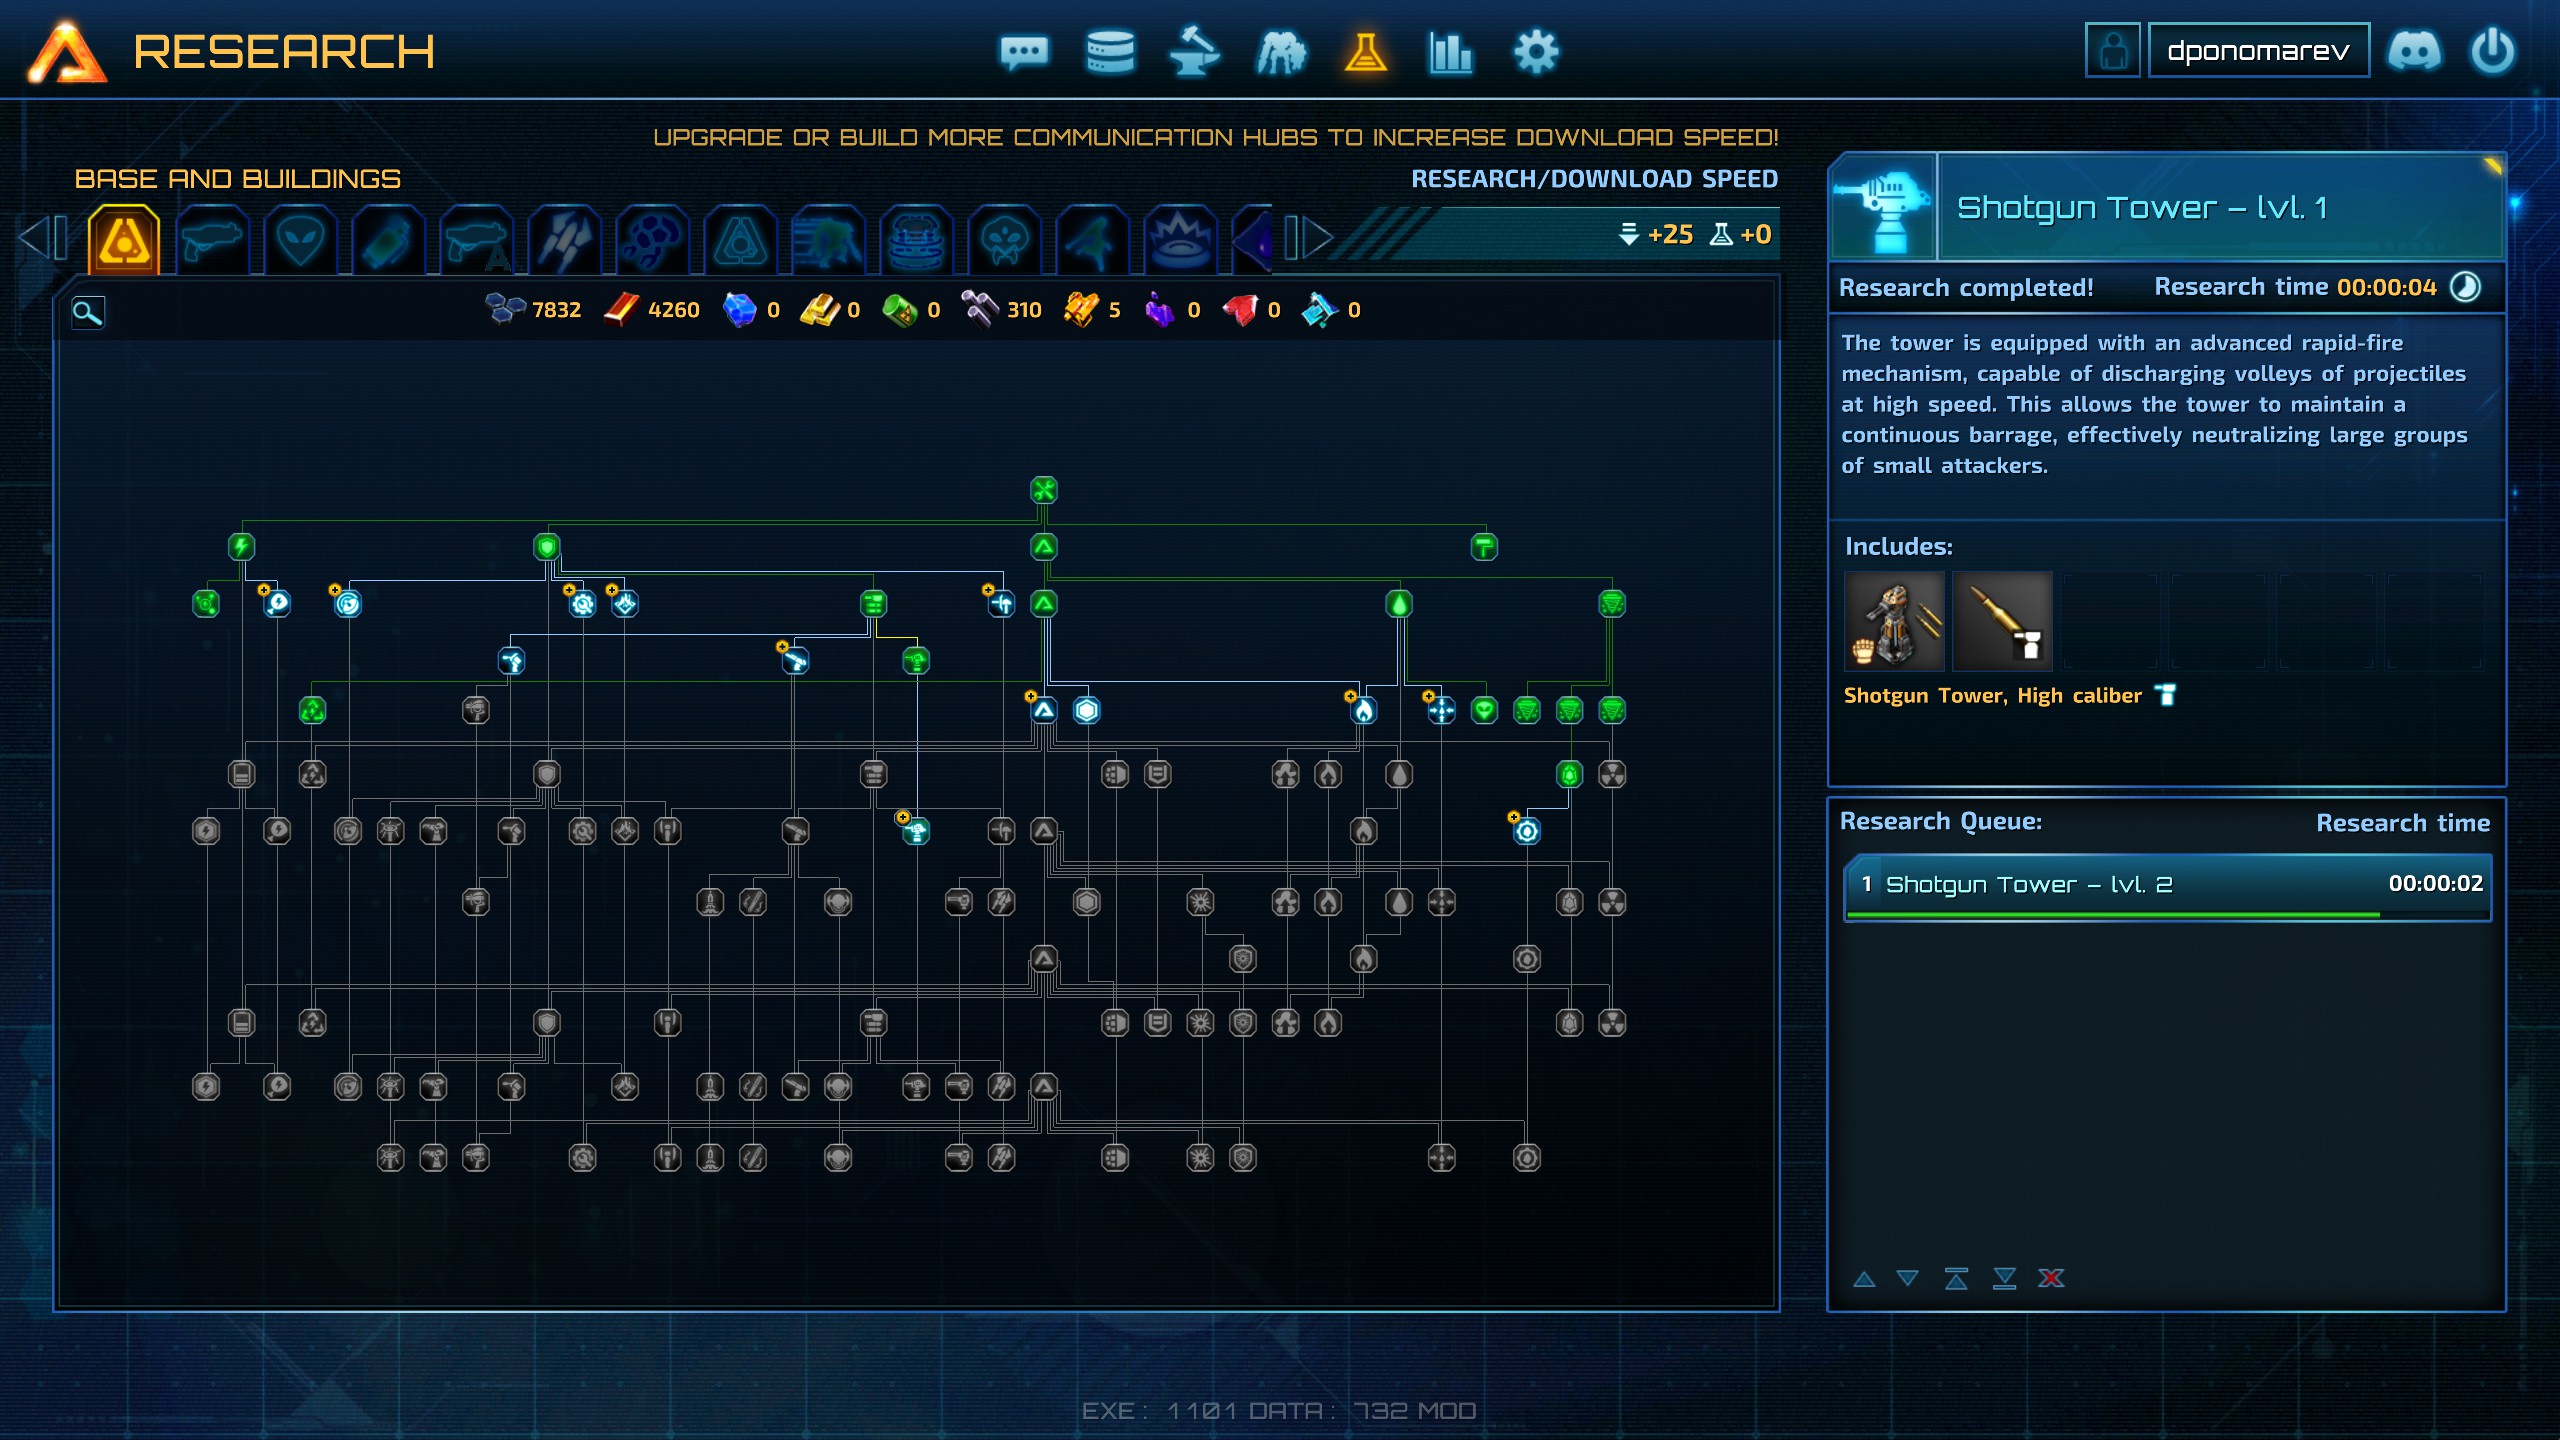 RESEARCH
dponomarev
UPGRADE OR BUILD MORE COMMUNICATION HUBS TO INCREASE DOWNLOAD SPEED!
BASE AND BUILDINGS
RESEARCH/DOWNLOAD SPEED
+25 +0
7832 4260 0 0 0 310 5 0 0 0
Shotgun Tower – lvl. 1
Research completed! Research time 00:00:04
The tower is equipped with an advanced rapid-fire
mechanism, capable of discharging volleys of projectiles
at high speed. This allows the tower to maintain a
continuous barrage, effectively neutralizing large groups
of small attackers.
Includes:
Shotgun Tower, High caliber
Research Queue: Research time
1 Shotgun Tower – lvl. 2 00:00:02
EXE : 1101 DATA : 732 MOD